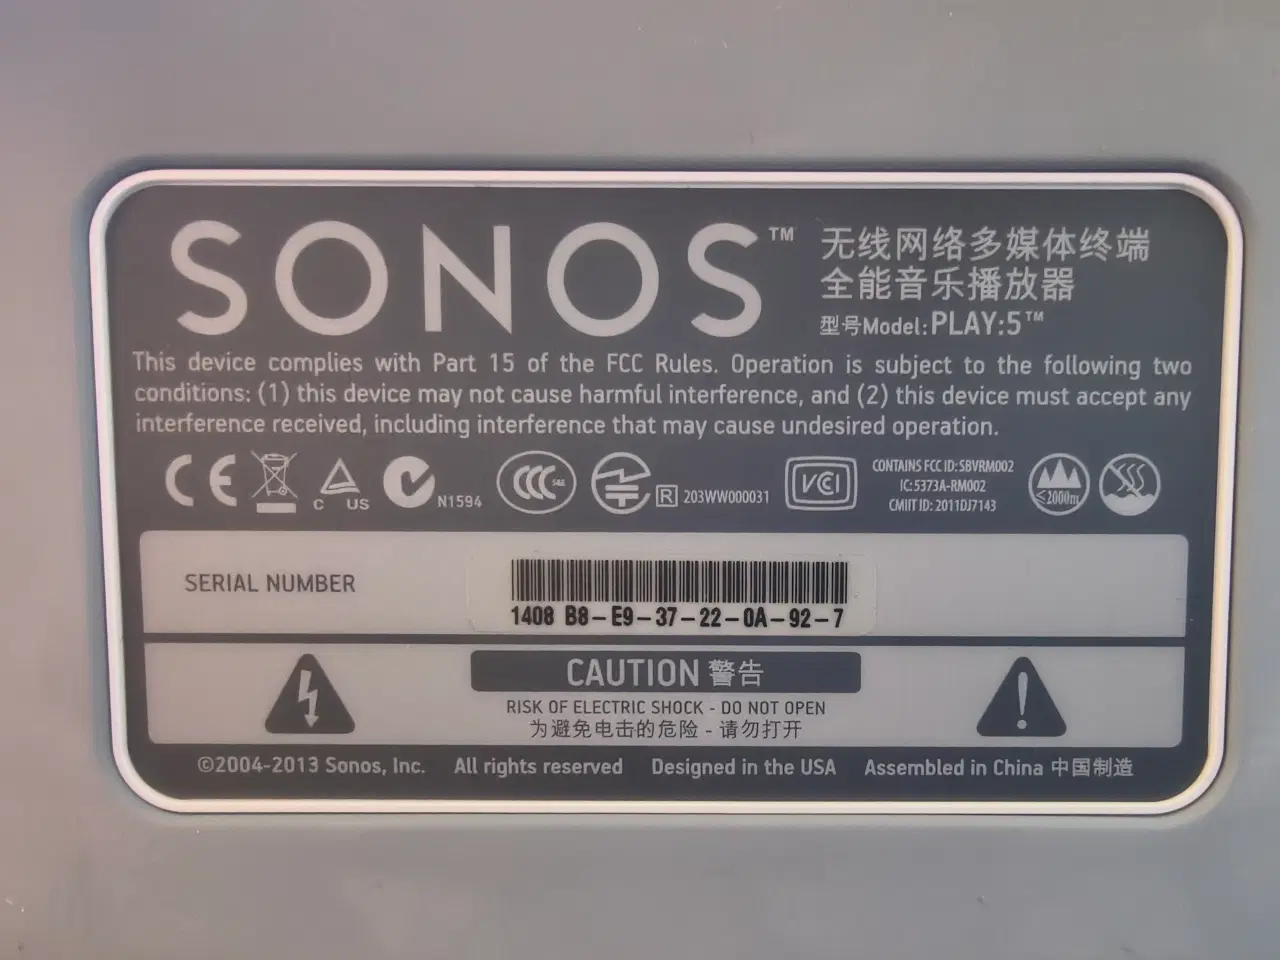 SONOS™
无线网络多媒体终端
全能音乐播放器
型号Model:PLAY:5™
This device complies with Part 15 of the FCC Rules. Operation is subject to the following two
conditions: (1) this device may not cause harmful interference, and (2) this device must accept any
interference received, including interference that may cause undesired operation.
CE
C US
N1594
CCC S&E
R 203WW000031
VCCI
CONTAINS FCC ID: SBVRM002
IC: 5373A-RM002
CMIIT ID: 2011DJ7143
≤2000m
SERIAL NUMBER
1408 B8-E9-37-22-0A-92-7
CAUTION 警告
RISK OF ELECTRIC SHOCK - DO NOT OPEN
为避免电击的危险 - 请勿打开
©2004-2013 Sonos, Inc. All rights reserved Designed in the USA Assembled in China 中国制造